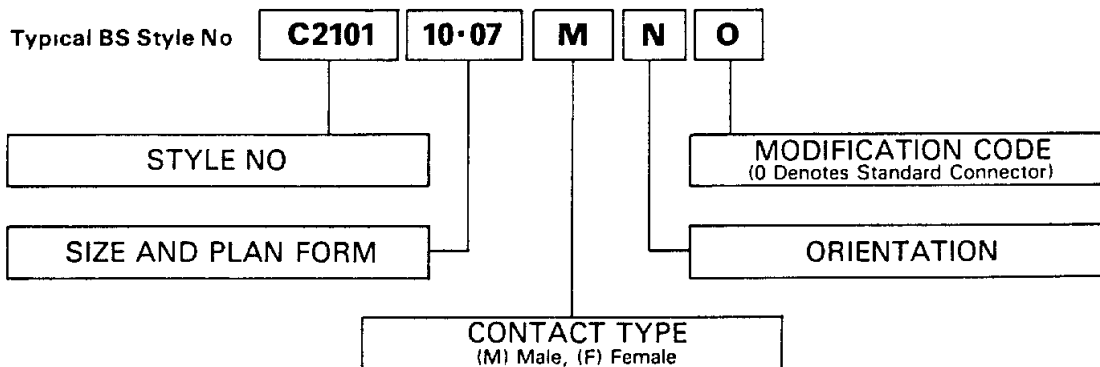 Typical BS Style No C2101 10·07 M N O
STYLE NO
MODIFICATION CODE
(0 Denotes Standard Connector)
SIZE AND PLAN FORM
ORIENTATION
CONTACT TYPE
(M) Male, (F) Female